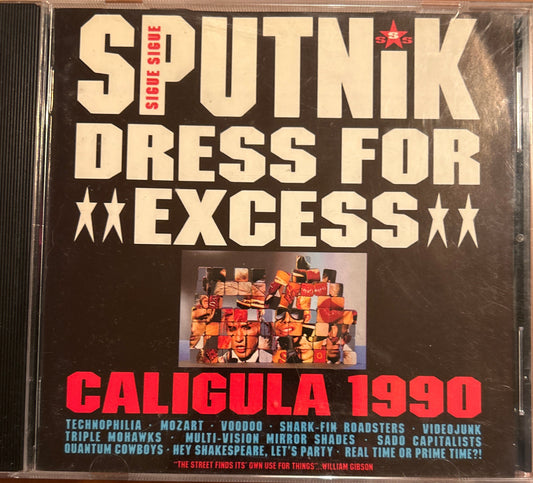 SIGUE SIGUE
SPUTNiK
SSS
DRESS FOR
EXCESS
CALIGULA 1990
TECHNOPHILIA · MOZART · VOODOO · SHARK-FIN ROADSTERS · VIDEOJUNK
TRIPLE MOHAWKS · MULTI-VISION MIRROR SHADES · SADO CAPITALISTS
QUANTUM COWBOYS · HEY SHAKESPEARE, LET'S PARTY · REAL TIME OR PRIME TIME?!
"THE STREET FINDS ITS' OWN USE FOR THINGS"...WILLIAM GIBSON